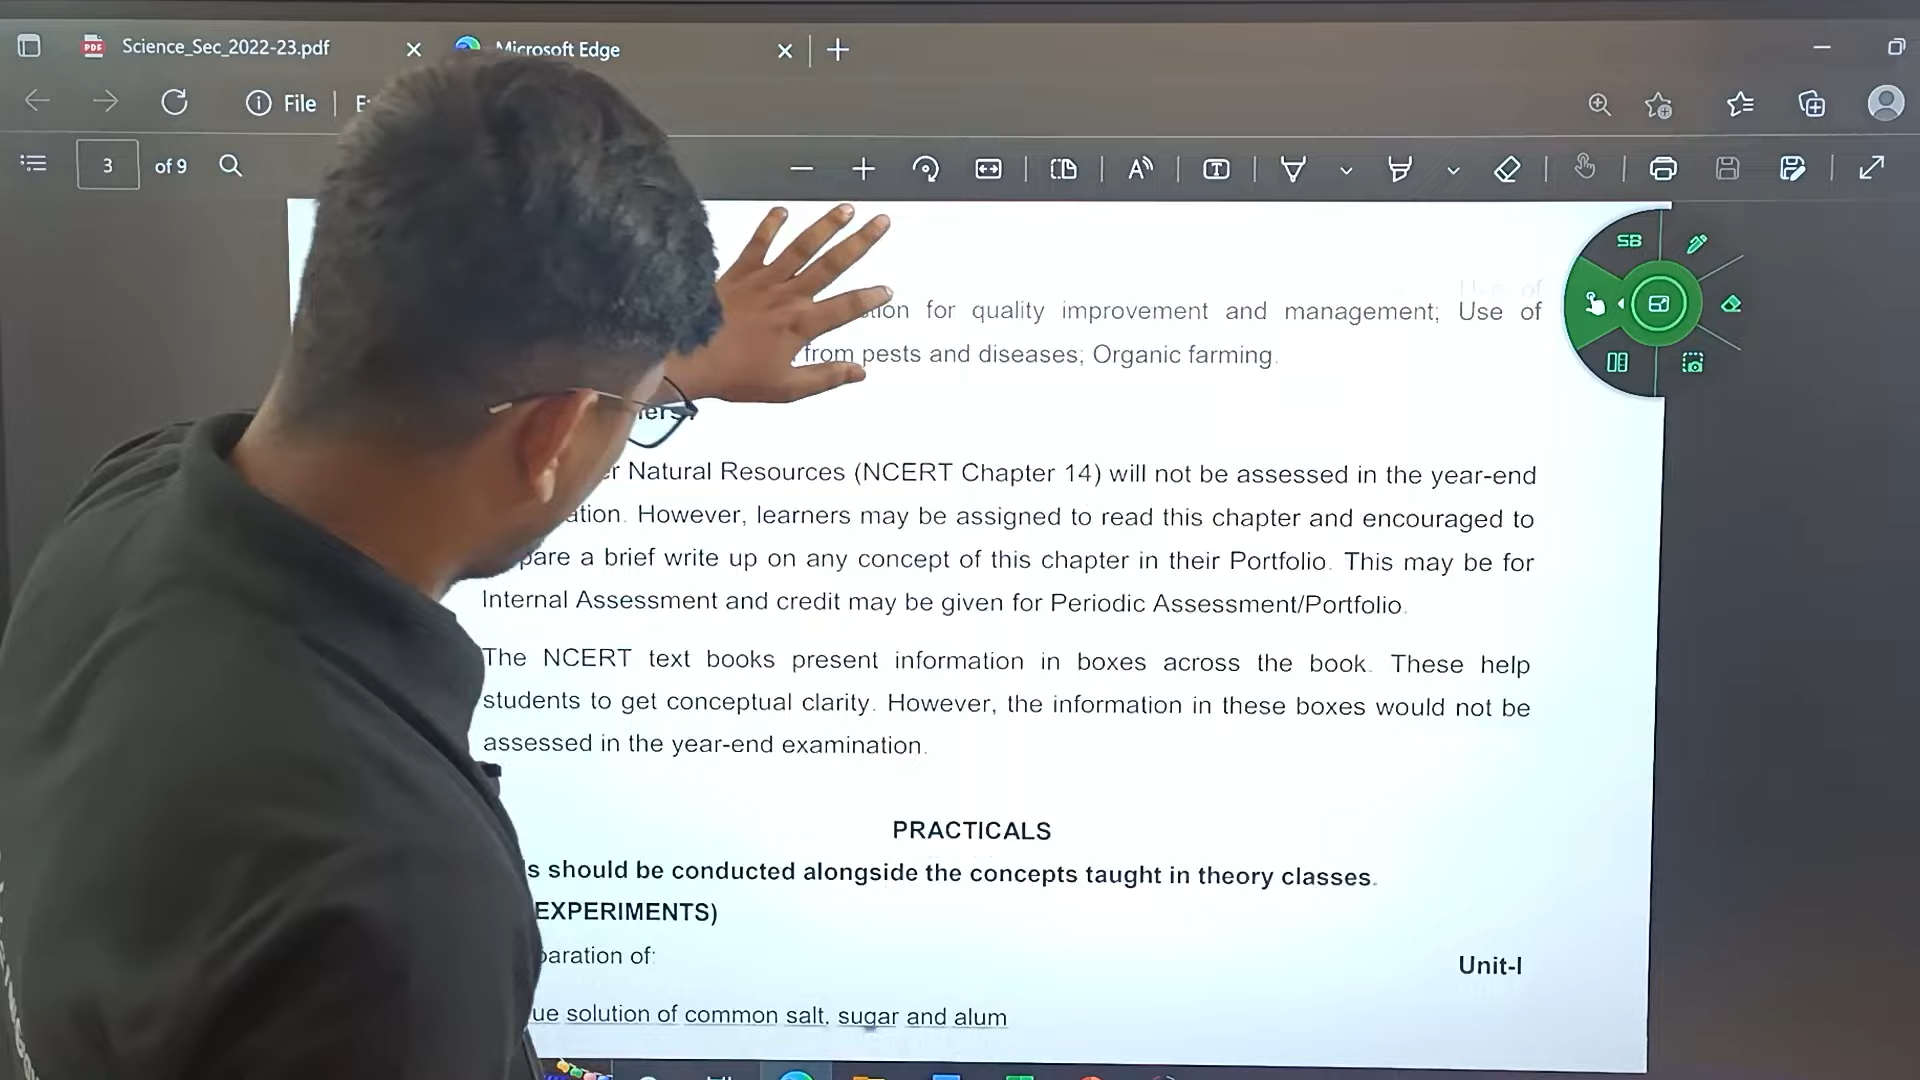 Science_Sec_2022-23.pdf
Microsoft Edge
File
3 of 9
SB
for quality improvement and management; Use of
from pests and diseases; Organic farming.
Natural Resources (NCERT Chapter 14) will not be assessed in the year-end
However, learners may be assigned to read this chapter and encouraged to
a brief write up on any concept of this chapter in their Portfolio. This may be for
Internal Assessment and credit may be given for Periodic Assessment/Portfolio.
The NCERT text books present information in boxes across the book. These help
students to get conceptual clarity. However, the information in these boxes would not be
assessed in the year-end examination.
PRACTICALS
should be conducted alongside the concepts taught in theory classes.
EXPERIMENTS)
of:
Unit-I
solution of common salt, sugar and alum